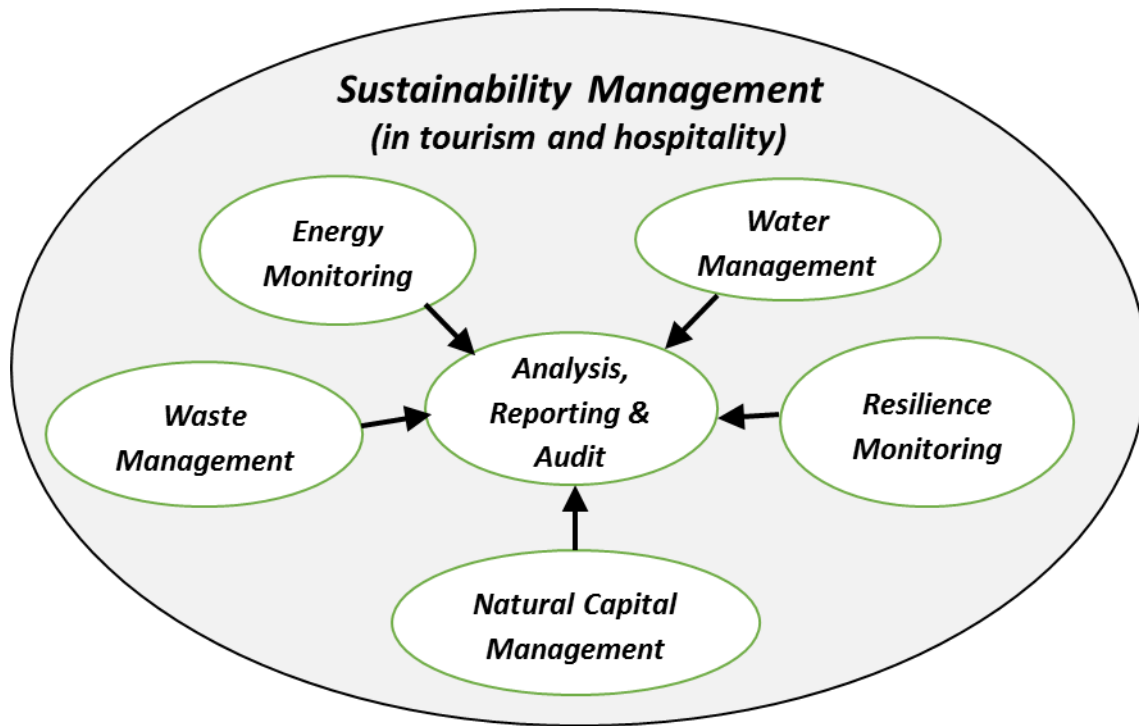 Sustainability Management
(in tourism and hospitality)
Energy
Monitoring
Water
Management
Analysis,
Reporting &
Audit
Waste
Management
Resilience
Monitoring
Natural Capital
Management